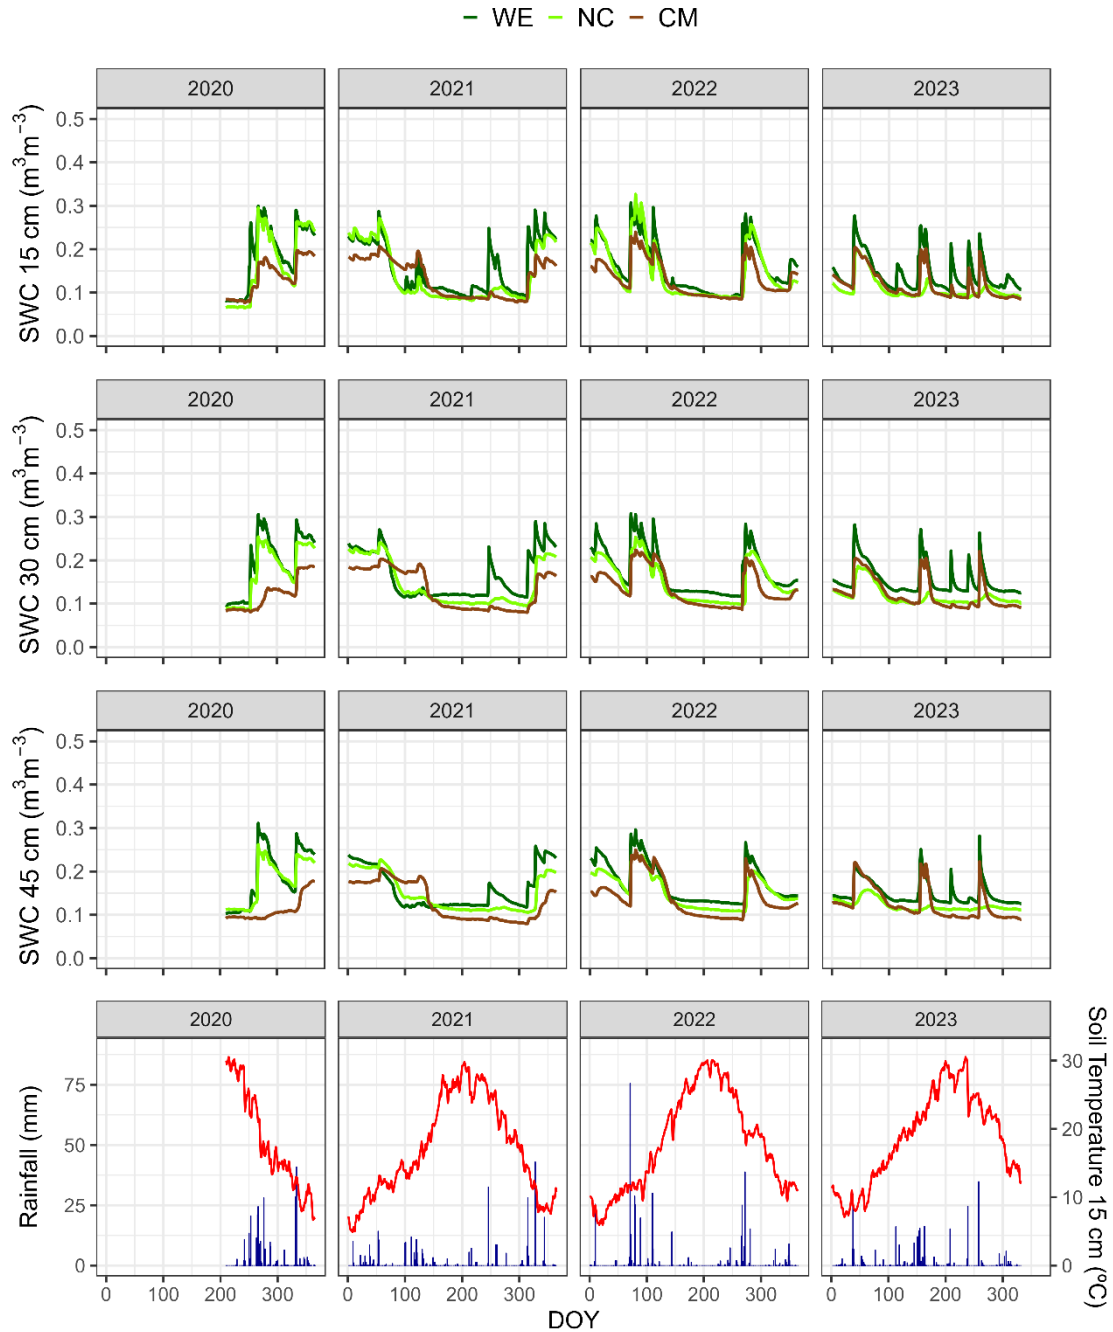 WE NC CM
2020 2021 2022 2023
SWC 15 cm (m³m⁻³)
0.5
0.4
0.3
0.2
0.1
0.0
2020 2021 2022 2023
SWC 30 cm (m³m⁻³)
0.5
0.4
0.3
0.2
0.1
0.0
2020 2021 2022 2023
SWC 45 cm (m³m⁻³)
0.5
0.4
0.3
0.2
0.1
0.0
2020 2021 2022 2023
Rainfall (mm)
75
50
25
0
Soil Temperature 15 cm (ºC)
30
20
10
0
0 100 200 300 0 100 200 300 0 100 200 300 0 100 200 300
DOY